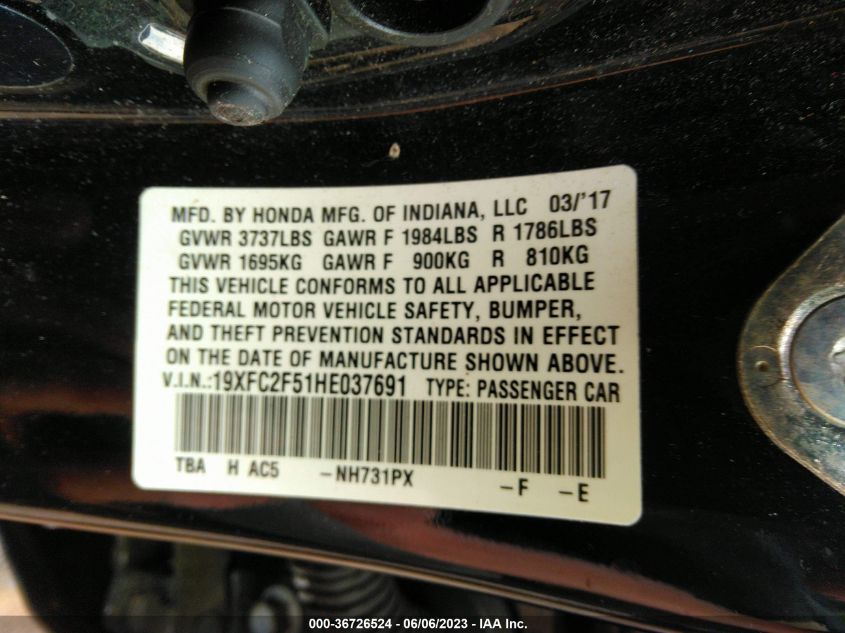 MFD. BY HONDA MFG. OF INDIANA, LLC 03/'17
GVWR 3737LBS GAWR F 1984LBS R 1786LBS
GVWR 1695KG GAWR F 900KG R 810KG
THIS VEHICLE CONFORMS TO ALL APPLICABLE
FEDERAL MOTOR VEHICLE SAFETY, BUMPER,
AND THEFT PREVENTION STANDARDS IN EFFECT
ON THE DATE OF MANUFACTURE SHOWN ABOVE.
V.I.N.:19XFC2F51HE037691 TYPE: PASSENGER CAR
TBA H AC5 –NH731PX –F –E
000-36726524 - 06/06/2023 - IAA Inc.